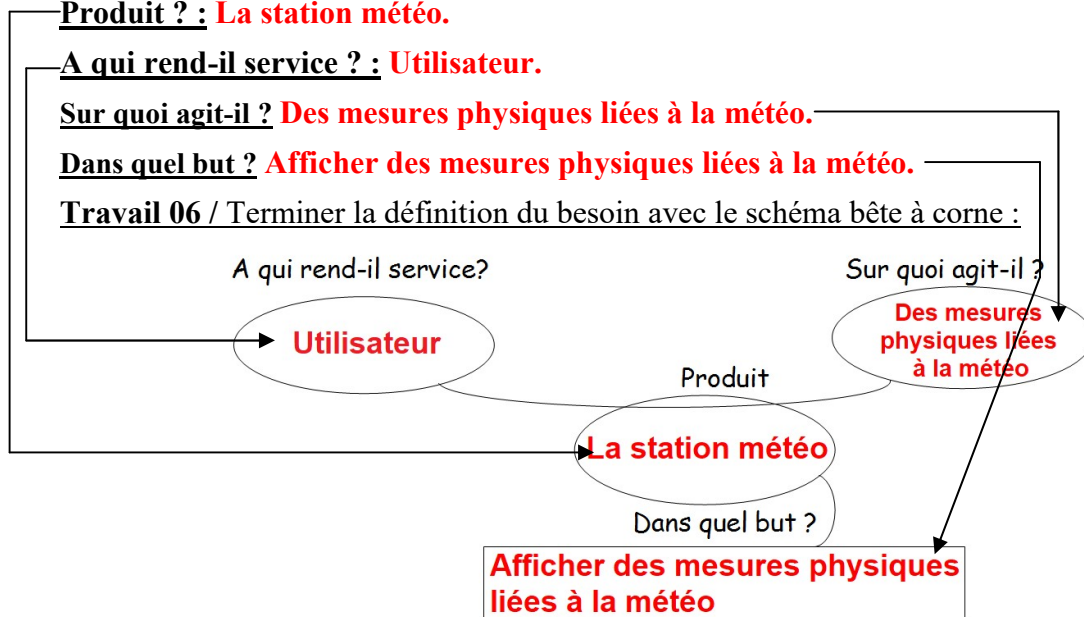 Produit ? : La station météo.
A qui rend-il service ? : Utilisateur.
Sur quoi agit-il ? Des mesures physiques liées à la météo.
Dans quel but ? Afficher des mesures physiques liées à la météo.
Travail 06 / Terminer la définition du besoin avec le schéma bête à corne :
A qui rend-il service?
Sur quoi agit-il ?
Utilisateur
Des mesures
physiques liées
à la météo
Produit
La station météo
Dans quel but ?
Afficher des mesures physiques
liées à la météo